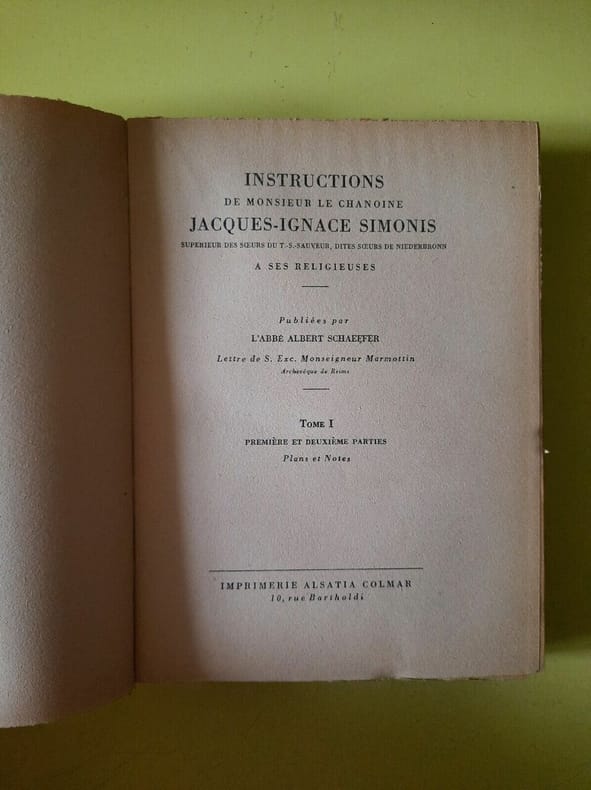 INSTRUCTIONS
DE MONSIEUR LE CHANOINE
JACQUES-IGNACE SIMONIS
SUPERIEUR DES SŒURS DU T.-S.-SAUVEUR, DITES SŒURS DE NIEDERBRONN
A SES RELIGIEUSES
Publiées par
L'ABBÉ ALBERT SCHAEFFER
Lettre de S. Exc. Monseigneur Marmottin
Archevêque de Reims
TOME I
PREMIÈRE ET DEUXIÈME PARTIES
Plans et Notes
IMPRIMERIE ALSATIA COLMAR
10, rue Bartholdi